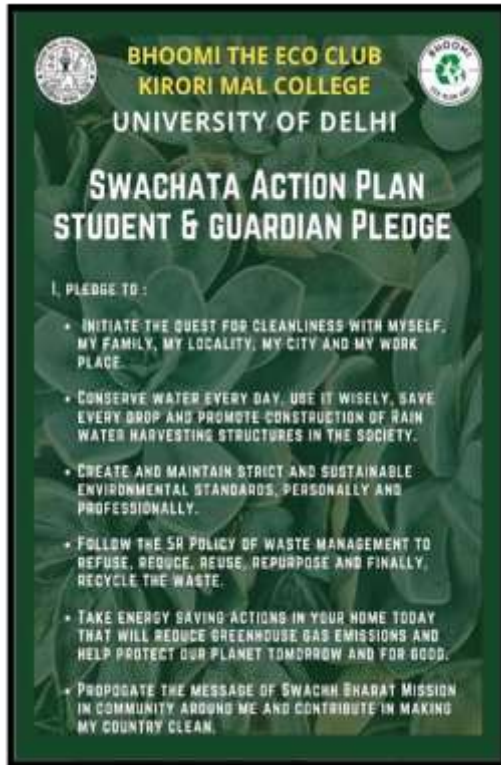 BHOOMI THE ECO CLUB
KIRORI MAL COLLEGE
UNIVERSITY OF DELHI
SWACHATA ACTION PLAN
STUDENT & GUARDIAN PLEDGE
I, PLEDGE TO :
• INITIATE THE QUEST FOR CLEANLINESS WITH MYSELF,
MY FAMILY, MY LOCALITY, MY CITY AND MY WORK
PLACE.
• CONSERVE WATER EVERY DAY, USE IT WISELY, SAVE
EVERY DROP AND PROMOTE CONSTRUCTION OF RAIN
WATER HARVESTING STRUCTURES IN THE SOCIETY.
• CREATE AND MAINTAIN STRICT AND SUSTAINABLE
ENVIRONMENTAL STANDARDS, PERSONALLY AND
PROFESSIONALLY.
• FOLLOW THE 5R POLICY OF WASTE MANAGEMENT TO
REFUSE, REDUCE, REUSE, REPURPOSE AND FINALLY,
RECYCLE THE WASTE.
• TAKE ENERGY SAVING ACTIONS IN YOUR HOME TODAY
THAT WILL REDUCE GREENHOUSE GAS EMISSIONS AND
HELP PROTECT OUR PLANET TOMORROW AND FOR GOOD.
• PROPOGATE THE MESSAGE OF SWACHH BHARAT MISSION
IN COMMUNITY AROUND ME AND CONTRIBUTE IN MAKING
MY COUNTRY CLEAN.
BHOOMI